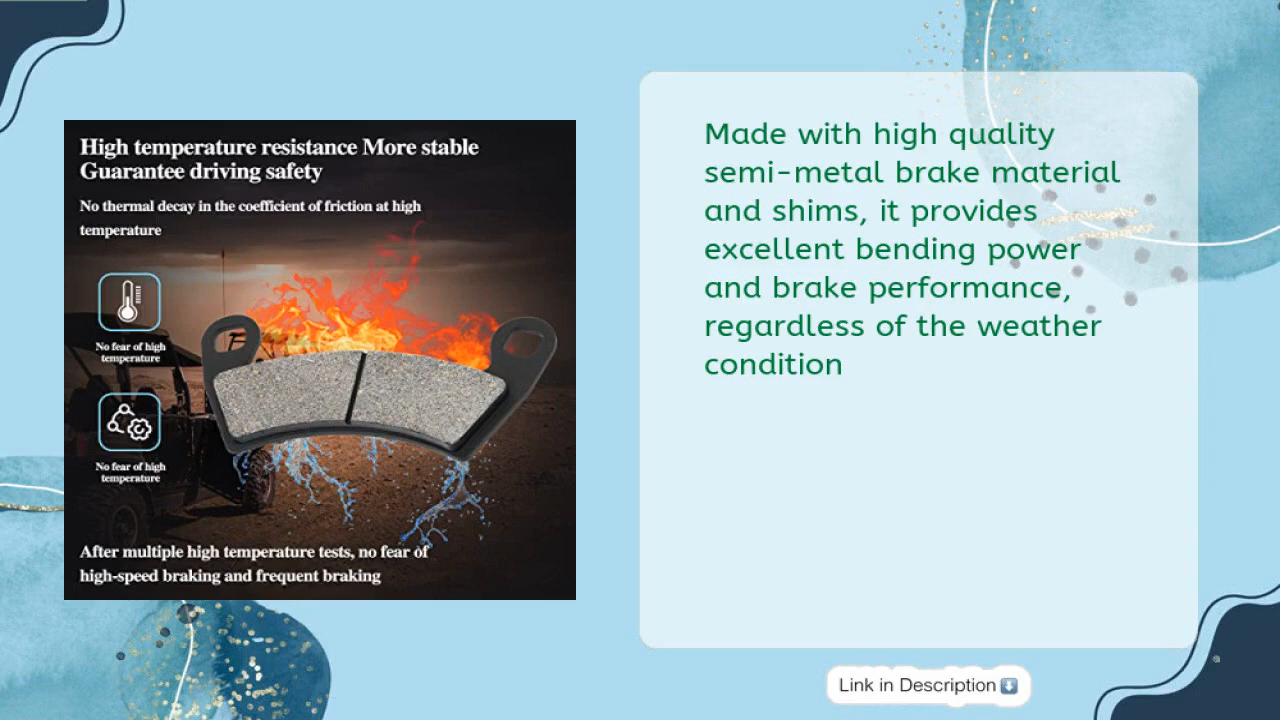 High temperature resistance More stable
Guarantee driving safety
No thermal decay in the coefficient of friction at high
temperature
No fear of high
temperature
No fear of high
temperature
After multiple high temperature tests, no fear of
high-speed braking and frequent braking
Made with high quality
semi-metal brake material
and shims, it provides
excellent bending power
and brake performance,
regardless of the weather
condition
Link in Description